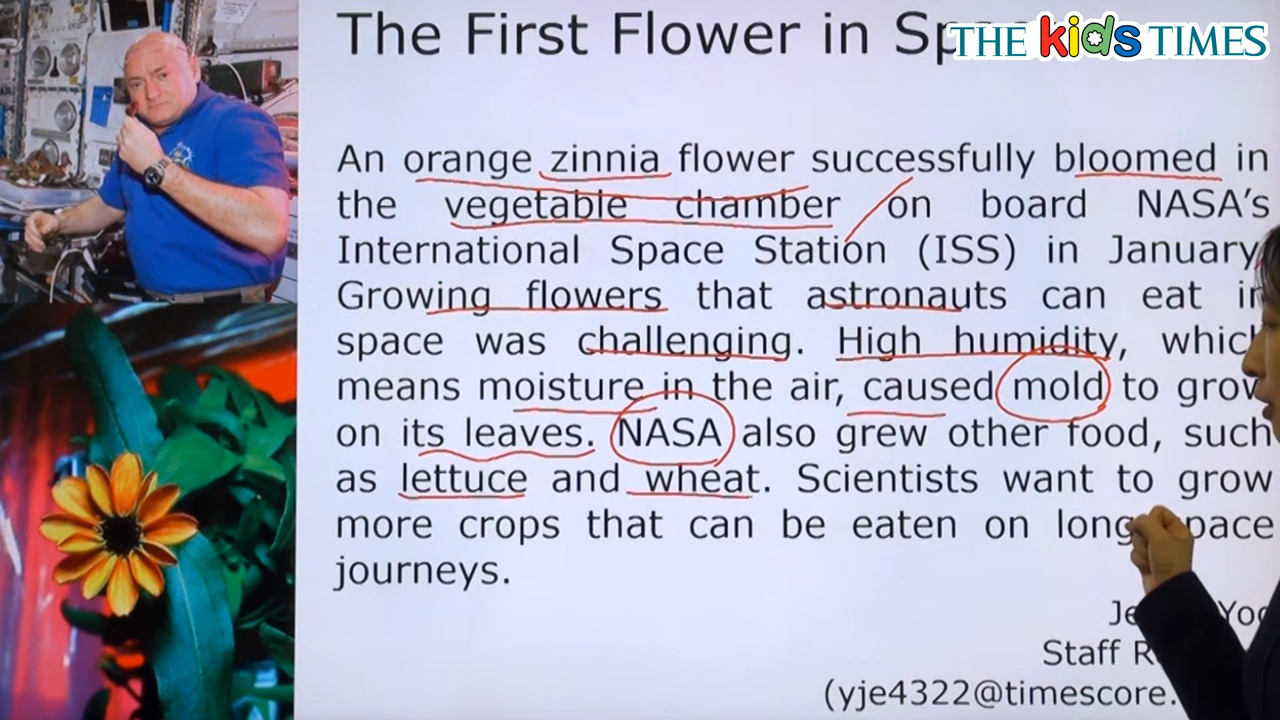 The First Flower in
THE kids TIMES
An orange zinnia flower successfully bloomed in
the vegetable chamber on board NASA's
International Space Station (ISS) in January,
Growing flowers that astronauts can eat in
space was challenging. High humidity, which
means moisture in the air, caused mold to grow
on its leaves. NASA also grew other food, such
as lettuce and wheat. Scientists want to grow
more crops that can be eaten on long space
journeys.
Staff
(yje4322@timescore.